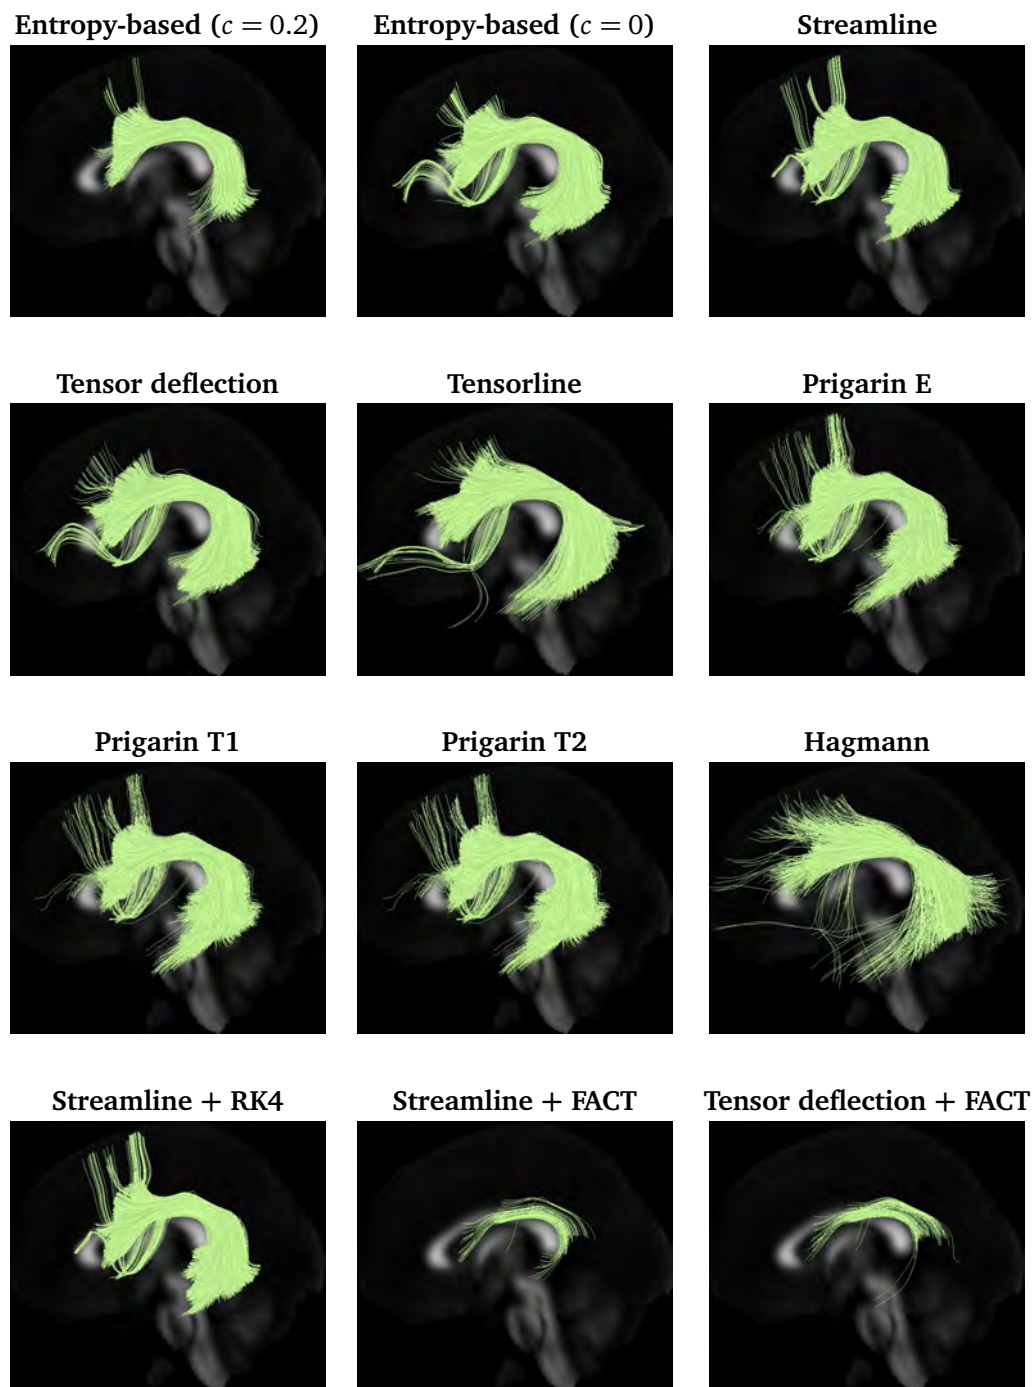 Entropy-based (c = 0.2) Entropy-based (c = 0) Streamline
Tensor deflection Tensorline Prigarin E
Prigarin T1 Prigarin T2 Hagmann
Streamline + RK4 Streamline + FACT Tensor deflection + FACT